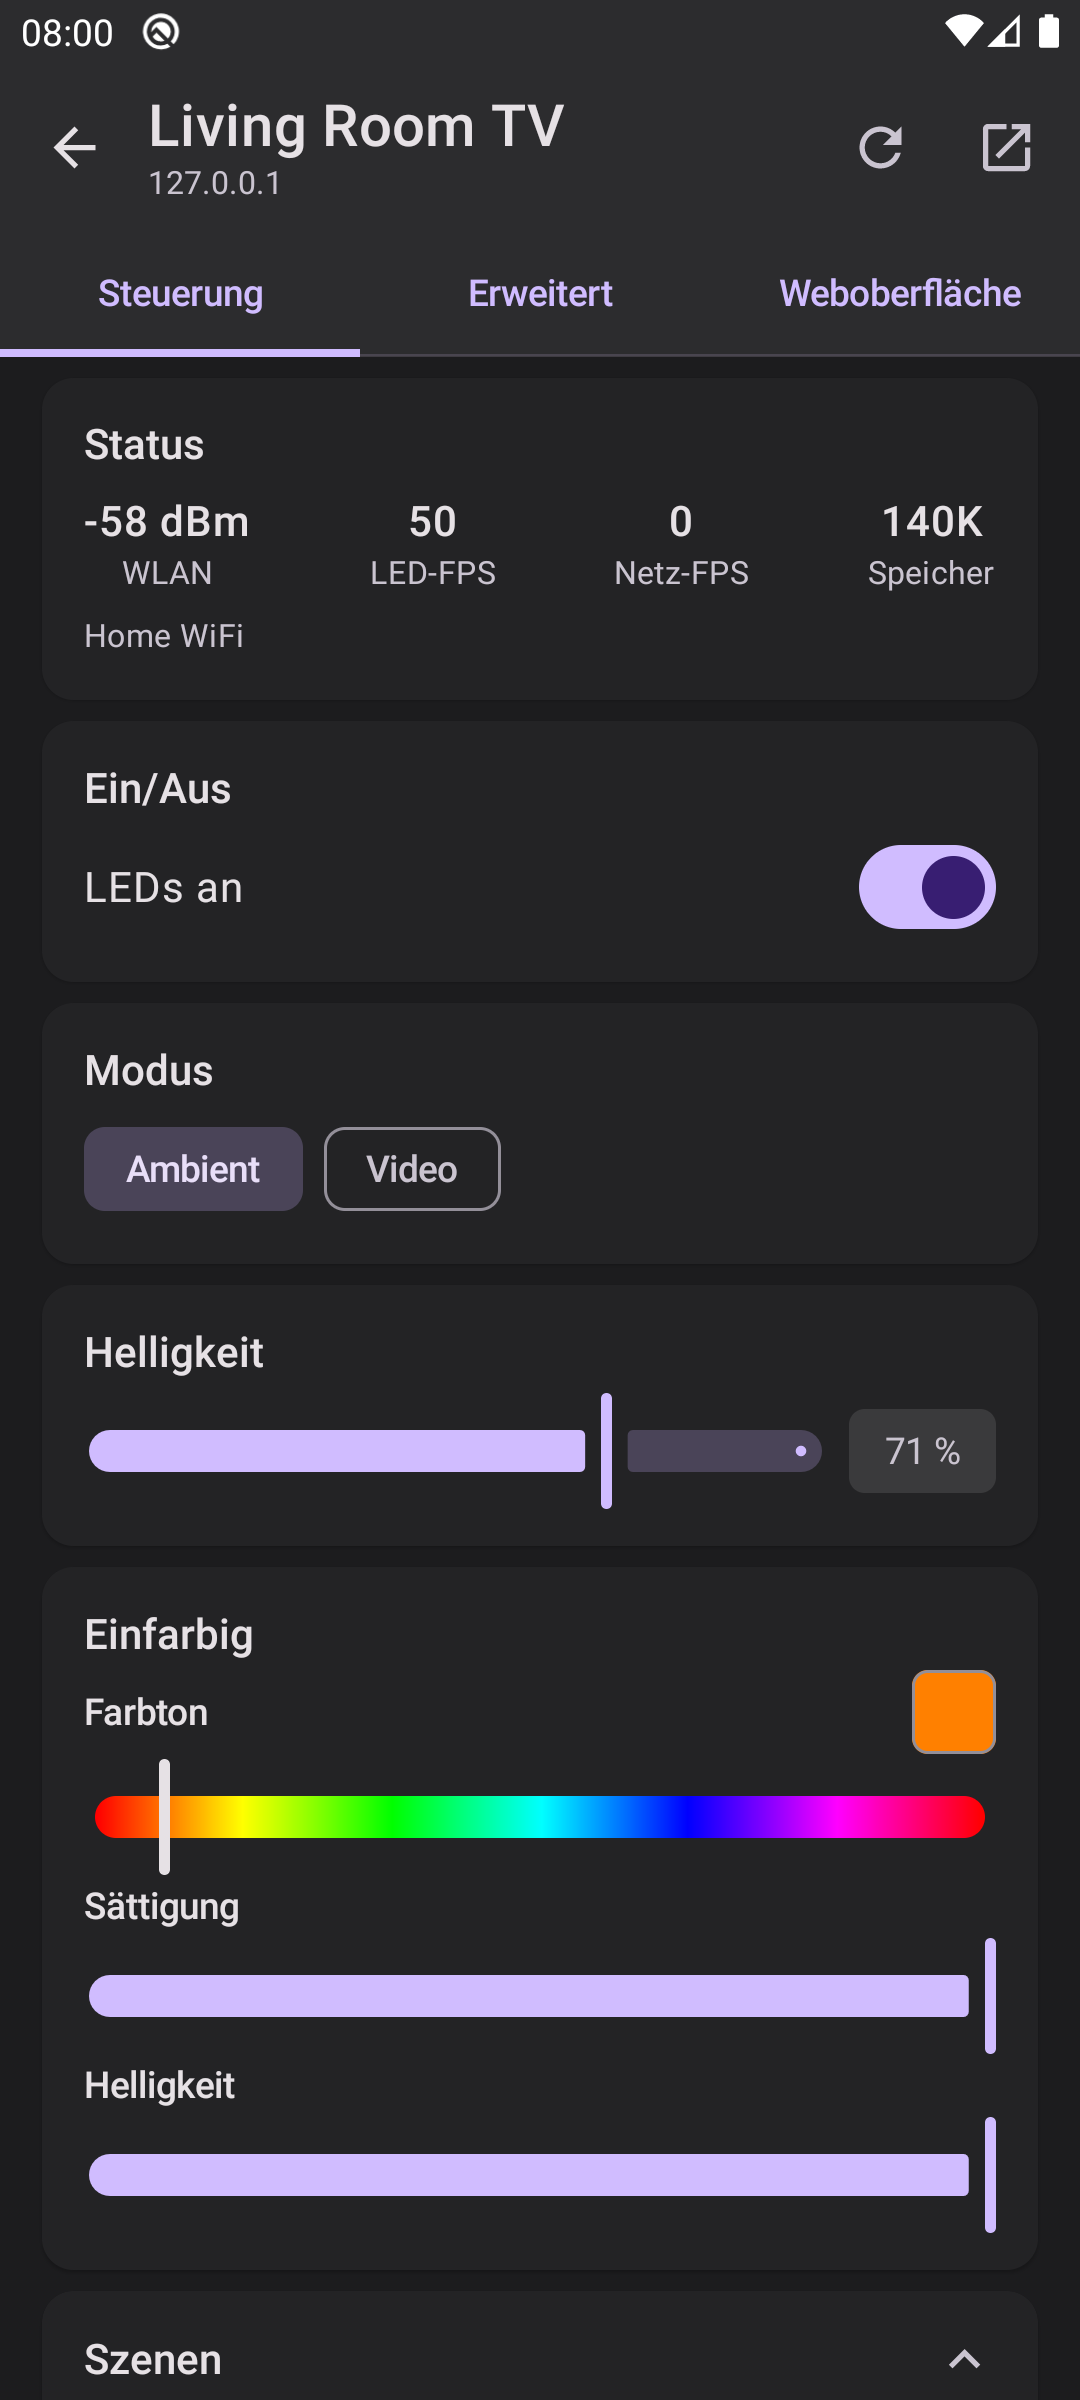 08:00
Living Room TV
127.0.0.1
Steuerung Erweitert Weboberfläche
Status
-58 dBm 50 0 140K
WLAN LED-FPS Netz-FPS Speicher
Home WiFi
Ein/Aus
LEDs an
Modus
Ambient Video
Helligkeit
71 %
Einfarbig
Farbton
Sättigung
Helligkeit
Szenen